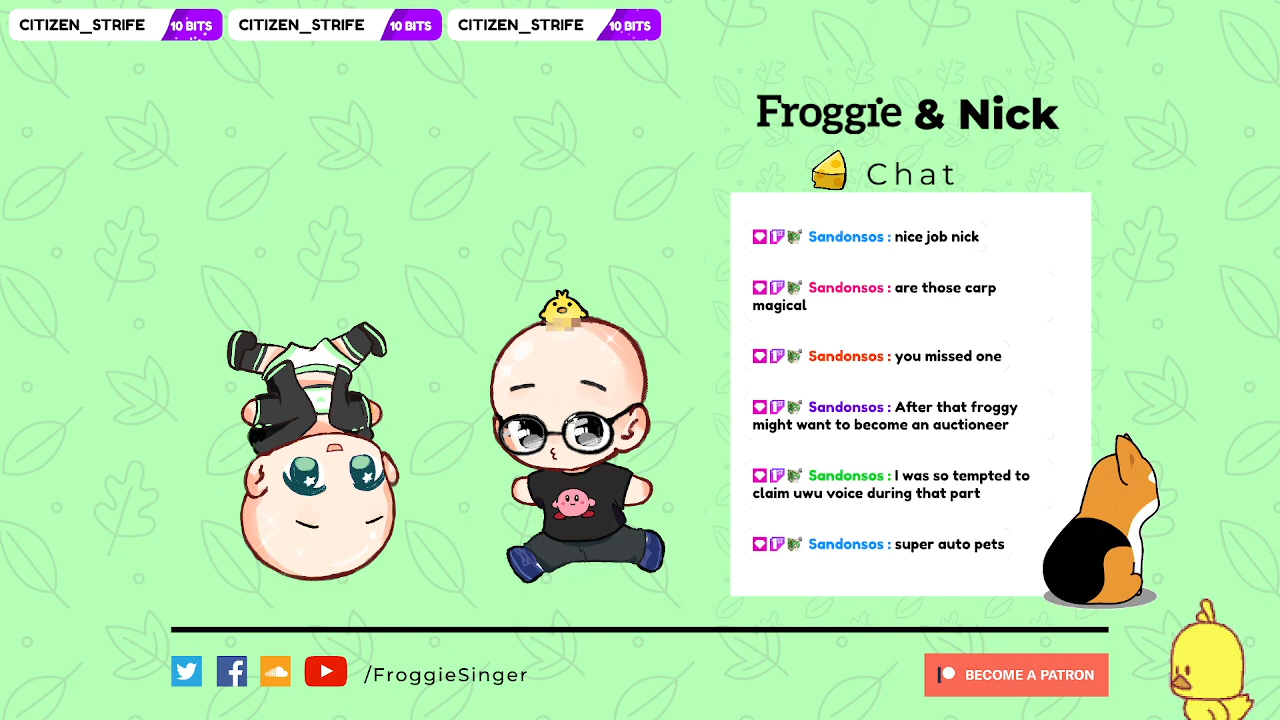 CITIZEN_STRIFE 10 BITS CITIZEN_STRIFE 10 BITS CITIZEN_STRIFE 10 BITS
Froggie & Nick
Chat
Sandonsos : nice job nick
Sandonsos : are those carp
magical
Sandonsos : you missed one
Sandonsos : After that froggy
might want to become an auctioneer
Sandonsos : I was so tempted to
claim uwu voice during that part
Sandonsos : super auto pets
/FroggieSinger
BECOME A PATRON